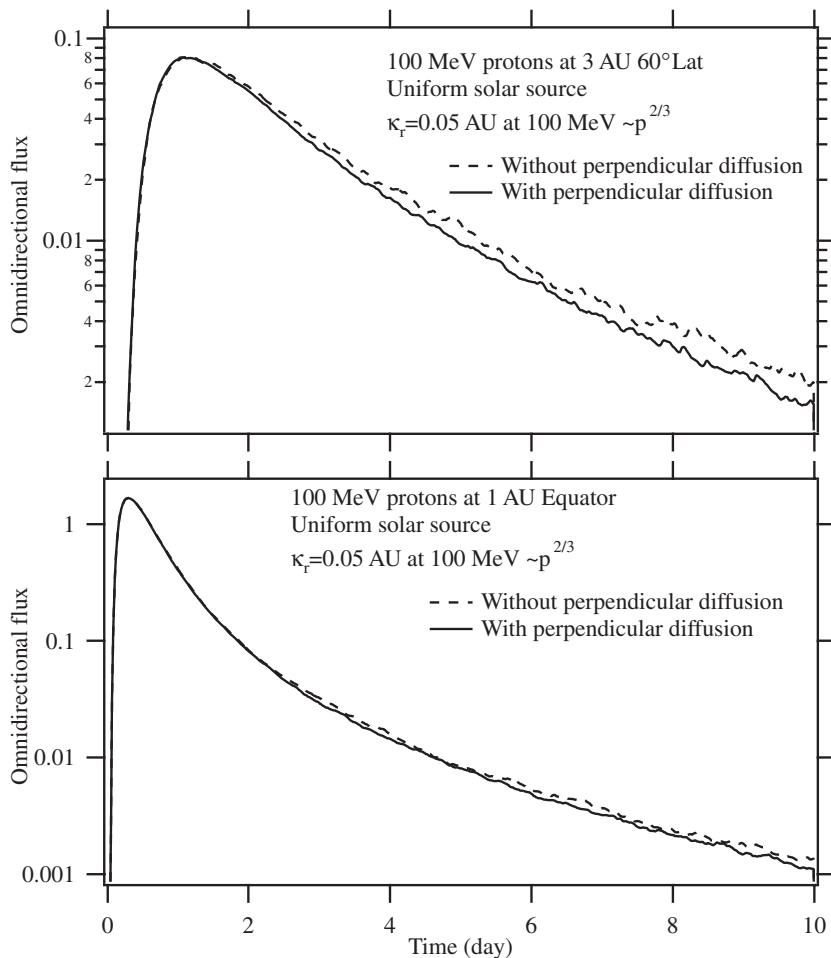 0.1
8
6
4
2
0.01
8
6
4
2
Omnidirectional flux
100 MeV protons at 3 AU 60°Lat
Uniform solar source
κr=0.05 AU at 100 MeV ~p2/3
Without perpendicular diffusion
With perpendicular diffusion
1
0.1
0.01
0.001
Omnidirectional flux
100 MeV protons at 1 AU Equator
Uniform solar source
κr=0.05 AU at 100 MeV ~p2/3
Without perpendicular diffusion
With perpendicular diffusion
0 2 4 6 8 10
Time (day)